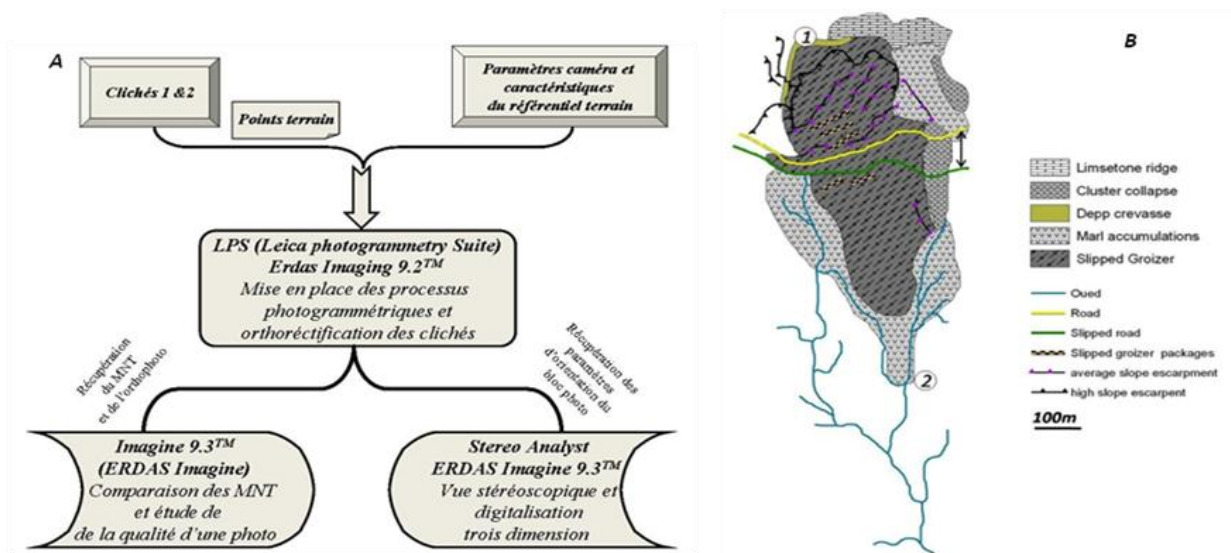 A
Clichés 1 &2
Points terrain
Paramètres caméra et
caractéristiques
du référentiel terrain
LPS (Leica photogrammetry Suite)
Erdas Imaging 9.2TM
Mise en place des processus
photogrammétriques et
orthoréctification des clichés
Récupération
du MNT
et de l'orthophoto
Récupération des
paramètres
d'orientation du
bloc photo
Imagine 9.3TM
(ERDAS Imagine)
Comparaison des MNT
et étude de
de la qualité d'une photo
Stereo Analyst
ERDAS Imagine 9.3TM
Vue stéréoscopique et
digitalisation
trois dimension
B
1
2
Limsetone ridge
Cluster collapse
Depp crevasse
Marl accumulations
Slipped Groizer
Oued
Road
Slipped road
Slipped groizer packages
average slope escarpment
high slope escarpent
100m